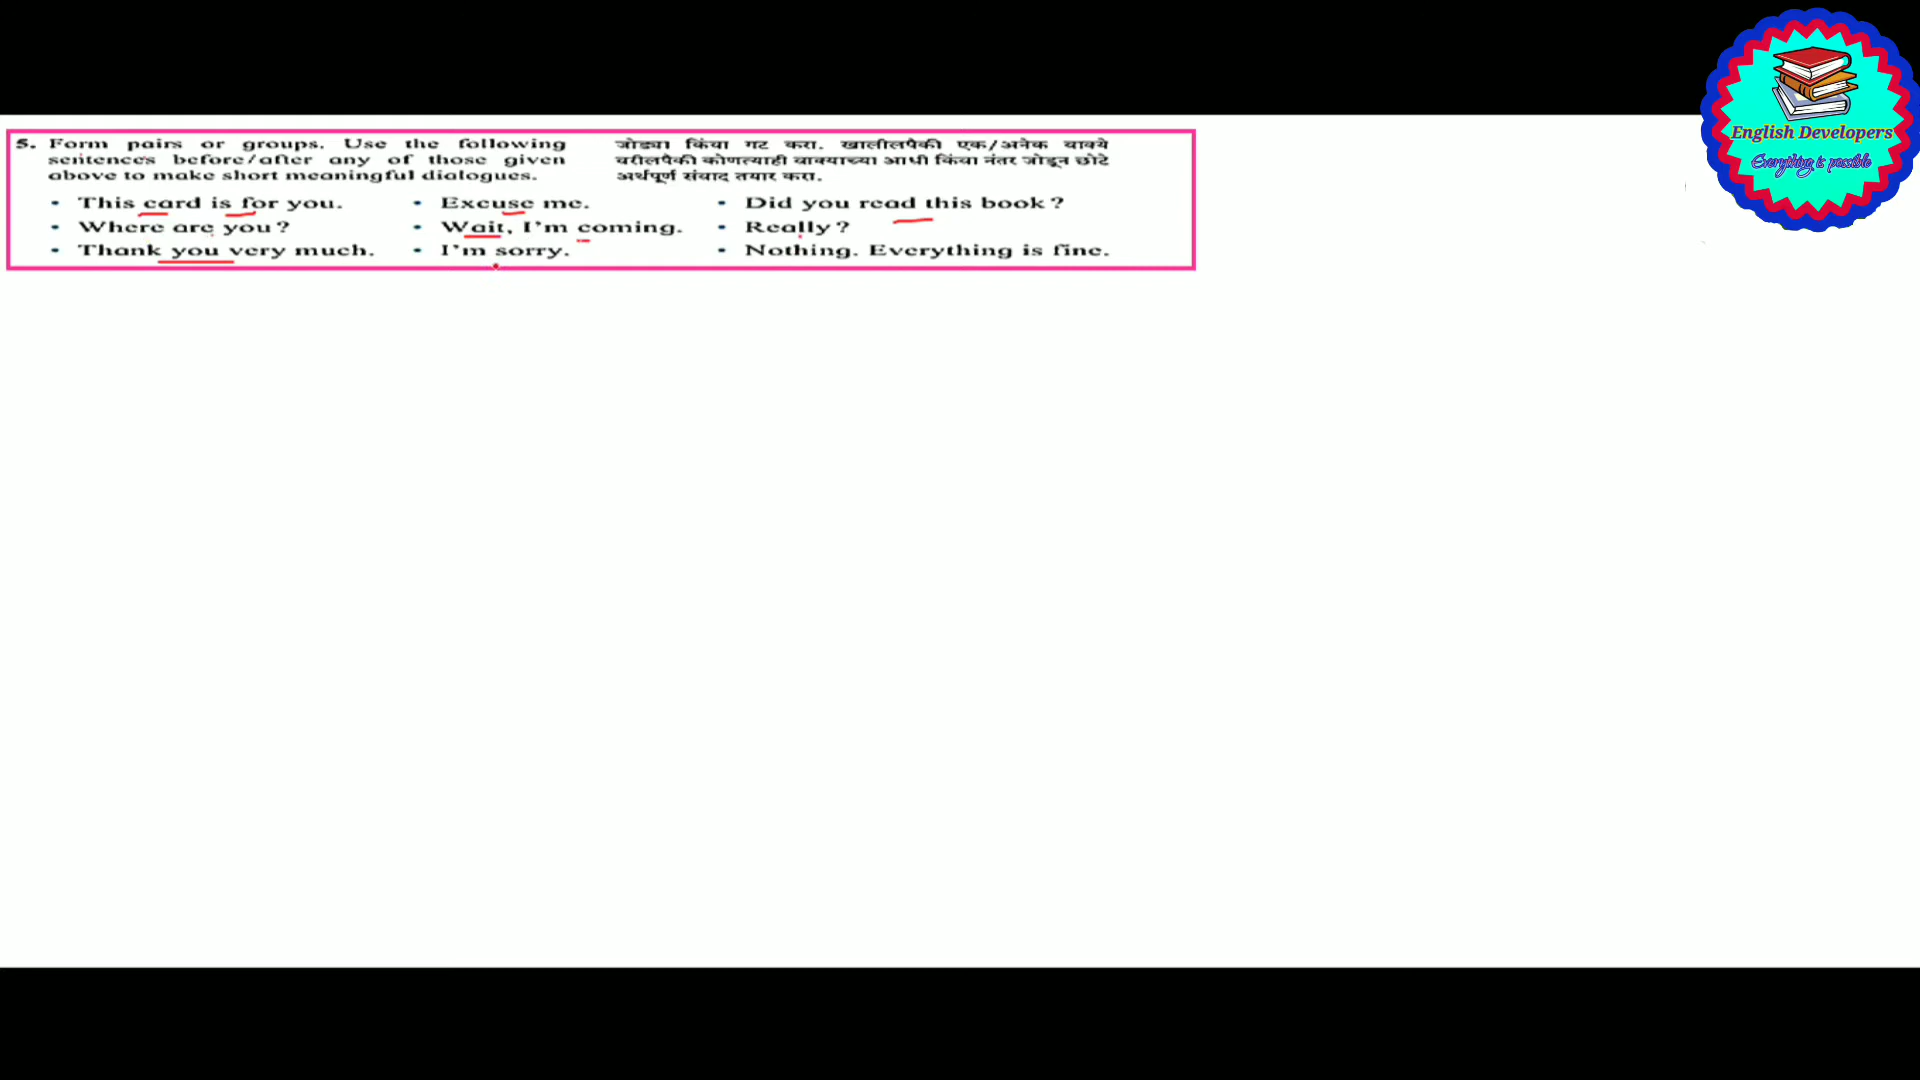 5. Form pairs or groups. Use the following
sentences before/after any of those given
above to make short meaningful dialogues.
जोड्या किंवा गट करा. खालीलपैकी एक/अनेक वाक्ये
वरीलपैकी कोणत्याही वाक्याच्या आधी किंवा नंतर जोडून छोटे
अर्थपूर्ण संवाद तयार करा.
• This card is for you. • Excuse me. • Did you read this book?
• Where are you? • Wait, I'm coming. • Really?
• Thank you very much. • I'm sorry. • Nothing. Everything is fine.
English Developers
Everything is possible